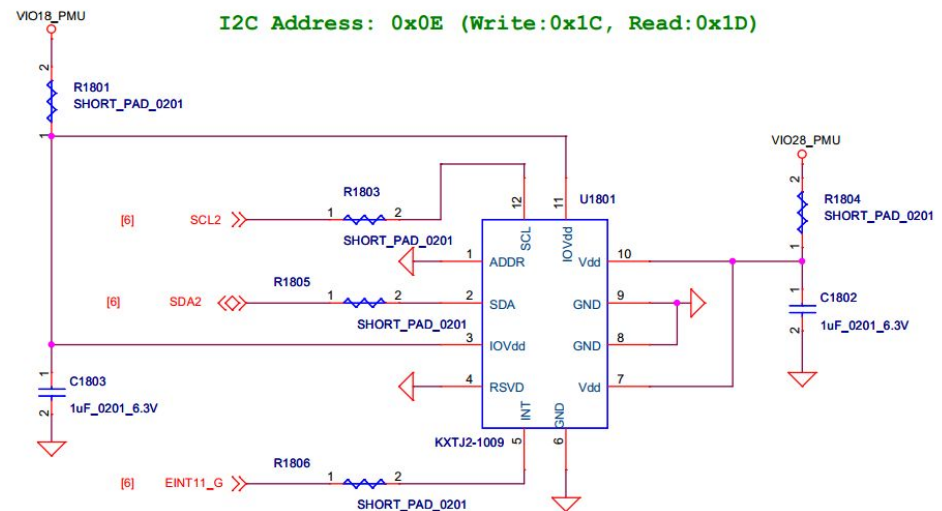 VIO18_PMU
I2C Address: 0x0E (Write:0x1C, Read:0x1D)
2
R1801
SHORT_PAD_0201
1
VIO28_PMU
2
R1804
SHORT_PAD_0201
1
U1801
12
11
SCL
IOVdd
[6]
SCL2
R1803
1
2
SHORT_PAD_0201
1
ADDR
Vdd
10
[6]
SDA2
R1805
1
2
SHORT_PAD_0201
2
SDA
GND
9
3
IOVdd
GND
8
4
RSVD
Vdd
7
INT
GND
5
6
KXTJ2-1009
1
C1802
2
1uF_0201_6.3V
1
C1803
2
1uF_0201_6.3V
[6]
EINT11_G
R1806
1
2
SHORT_PAD_0201